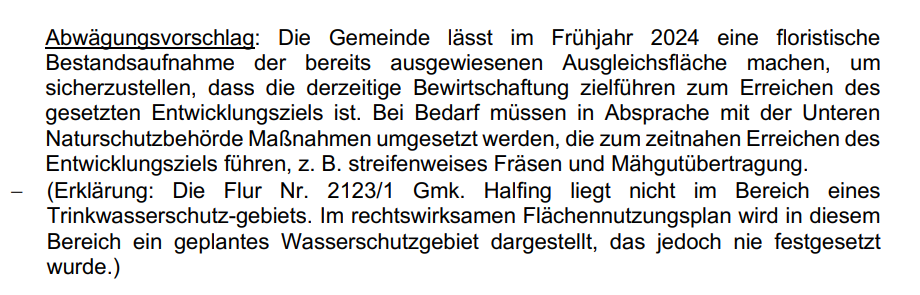 Abwägungsvorschlag: Die Gemeinde lässt im Frühjahr 2024 eine floristische
Bestandsaufnahme der bereits ausgewiesenen Ausgleichsfläche machen, um
sicherzustellen, dass die derzeitige Bewirtschaftung zielführen zum Erreichen des
gesetzten Entwicklungsziels ist. Bei Bedarf müssen in Absprache mit der Unteren
Naturschutzbehörde Maßnahmen umgesetzt werden, die zum zeitnahen Erreichen des
Entwicklungsziels führen, z. B. streifenweises Fräsen und Mähgutübertragung.
– (Erklärung: Die Flur Nr. 2123/1 Gmk. Halfing liegt nicht im Bereich eines
Trinkwasserschutz-gebiets. Im rechtswirksamen Flächennutzungsplan wird in diesem
Bereich ein geplantes Wasserschutzgebiet dargestellt, das jedoch nie festgesetzt
wurde.)